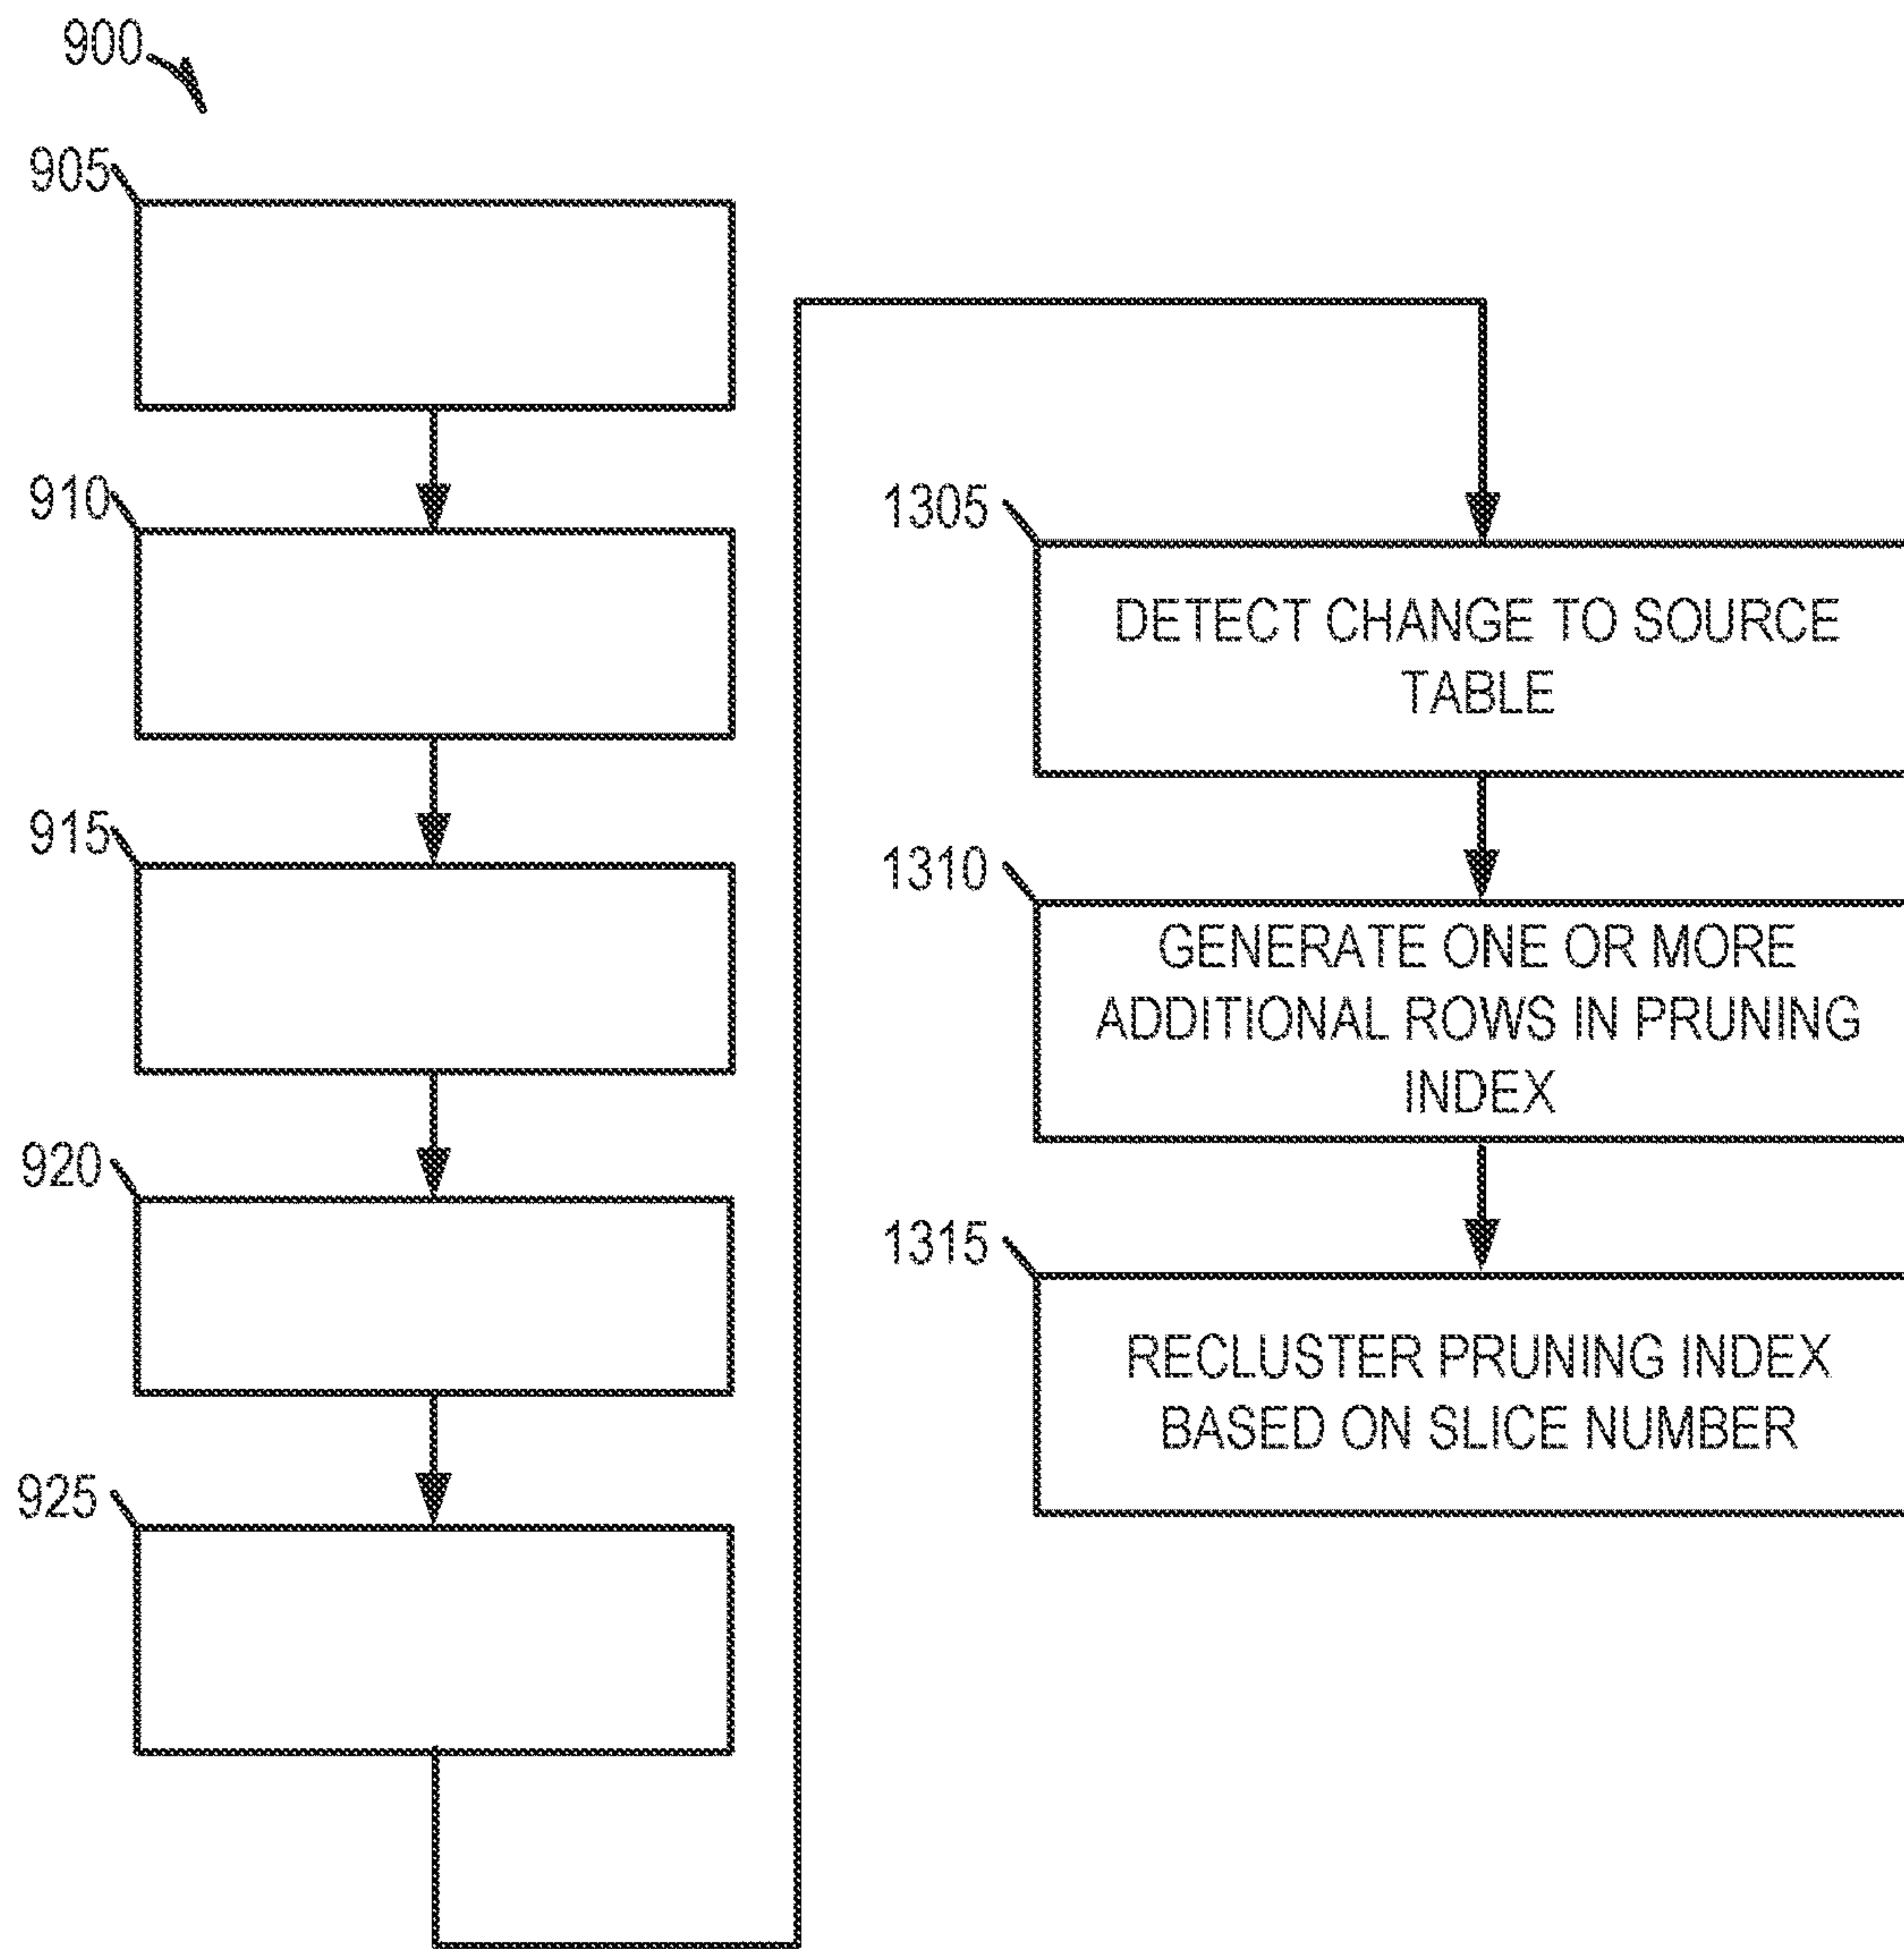 900
905
910
915
920
925
1305
DETECT CHANGE TO SOURCE
TABLE
1310
GENERATE ONE OR MORE
ADDITIONAL ROWS IN PRUNING
INDEX
1315
RECLUSTER PRUNING INDEX
BASED ON SLICE NUMBER